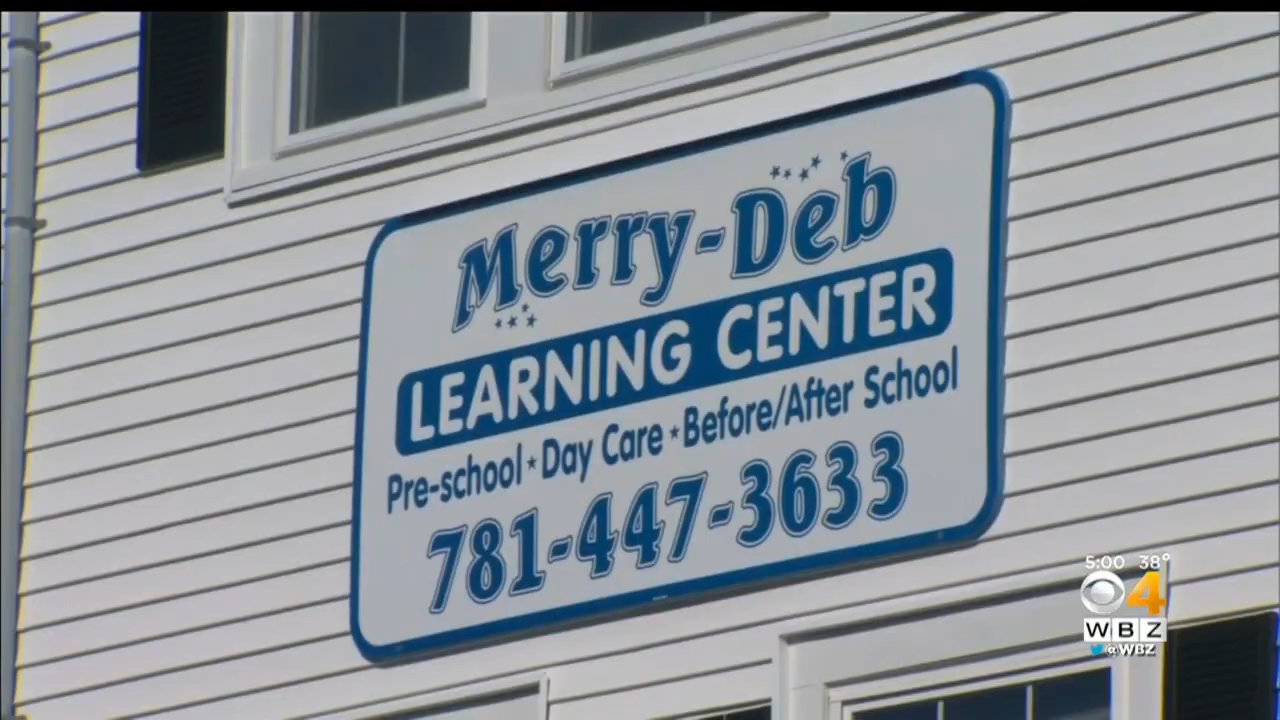 Merry-Deb
LEARNING CENTER
Pre-school ★ Day Care ★ Before/After School
781-447-3633
5:00 38°
4
WBZ
@WBZ